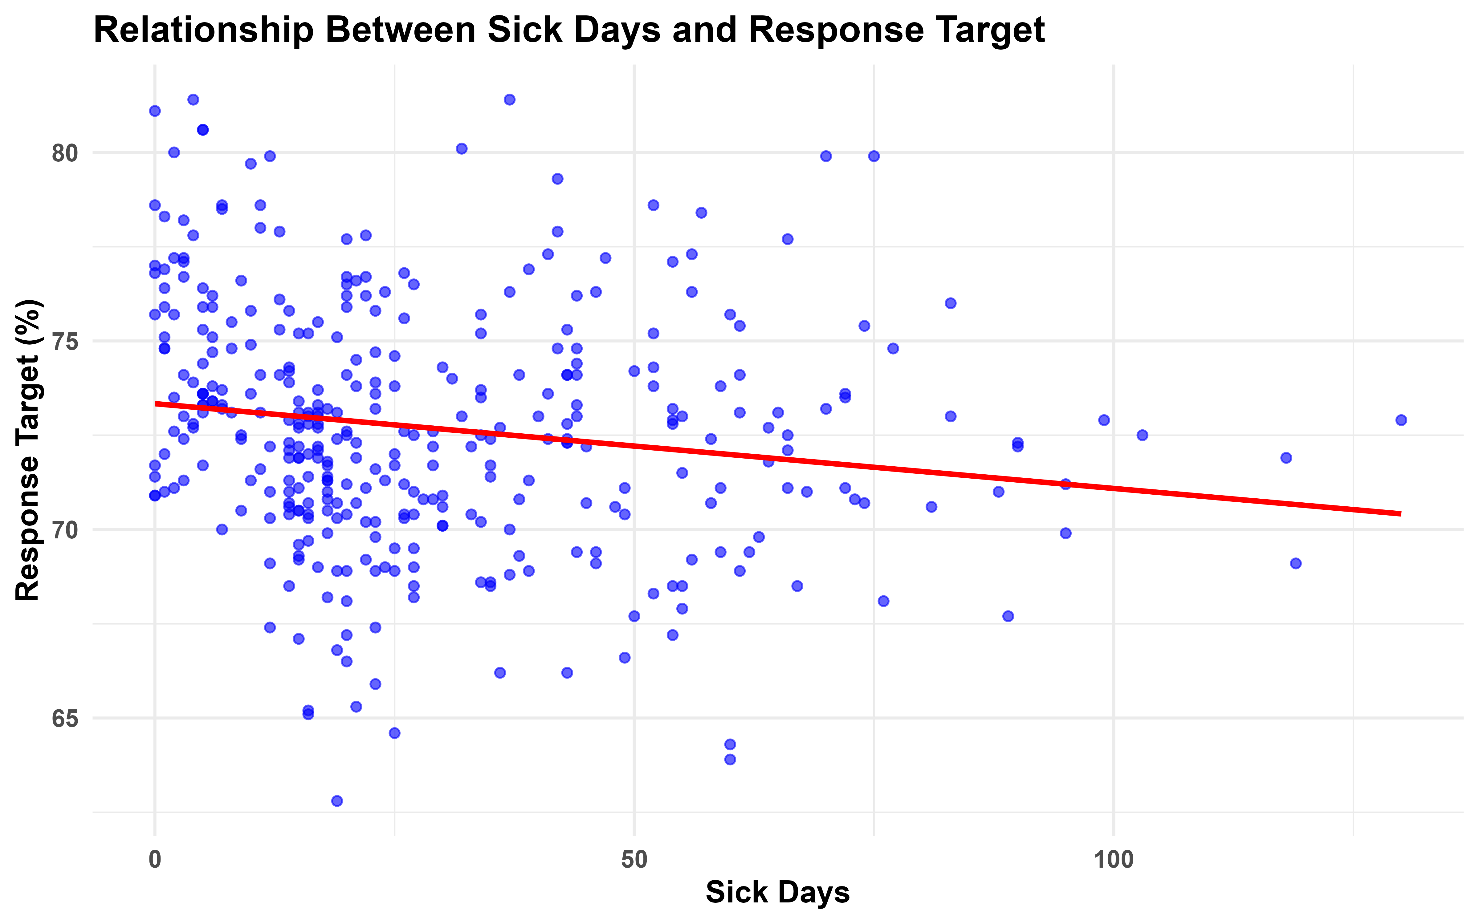 Relationship Between Sick Days and Response Target
Response Target (%)
80
75
70
65
0
50
100
Sick Days